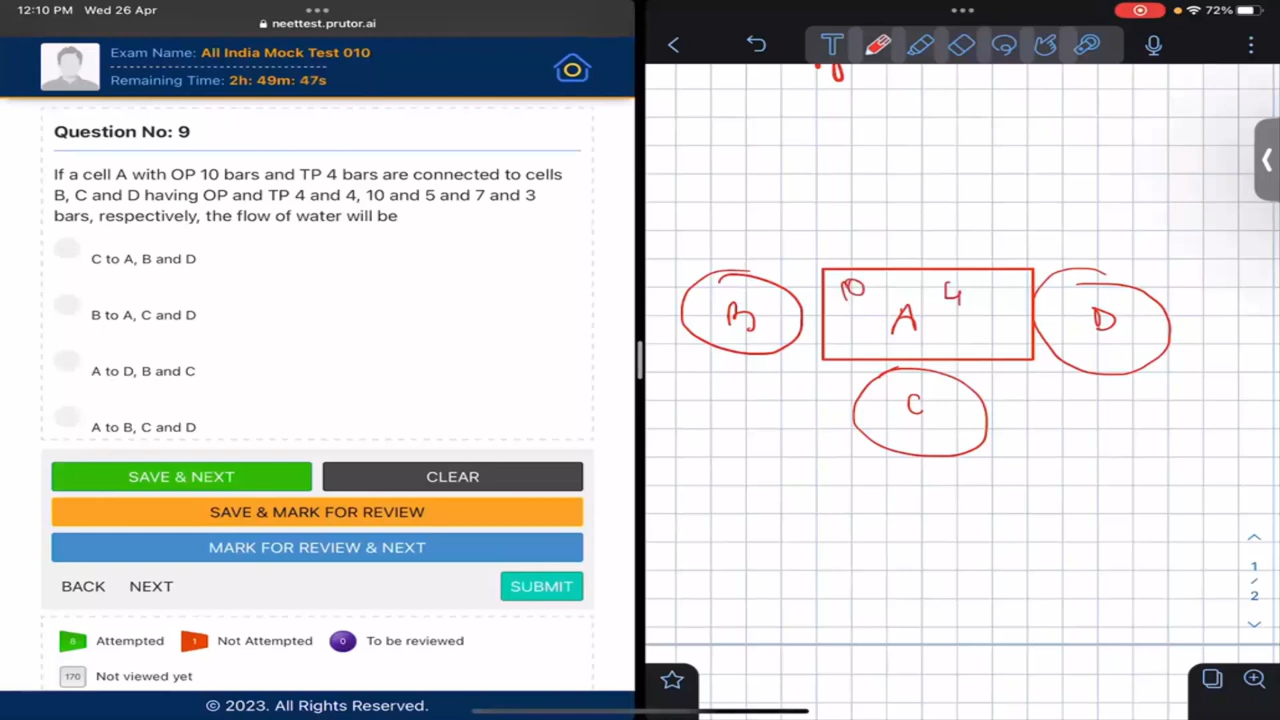 12:10 PM Wed 26 Apr
neettest.prutor.ai
72%
Exam Name: All India Mock Test 010
Remaining Time: 2h: 49m: 47s
Question No: 9
If a cell A with OP 10 bars and TP 4 bars are connected to cells
B, C and D having OP and TP 4 and 4, 10 and 5 and 7 and 3
bars, respectively, the flow of water will be
C to A, B and D
B to A, C and D
A to D, B and C
A to B, C and D
SAVE & NEXT
CLEAR
SAVE & MARK FOR REVIEW
MARK FOR REVIEW & NEXT
BACK
NEXT
SUBMIT
8 Attempted
1 Not Attempted
0 To be reviewed
170 Not viewed yet
© 2023. All Rights Reserved.
T
B
10
4
A
D
C
1
/
2